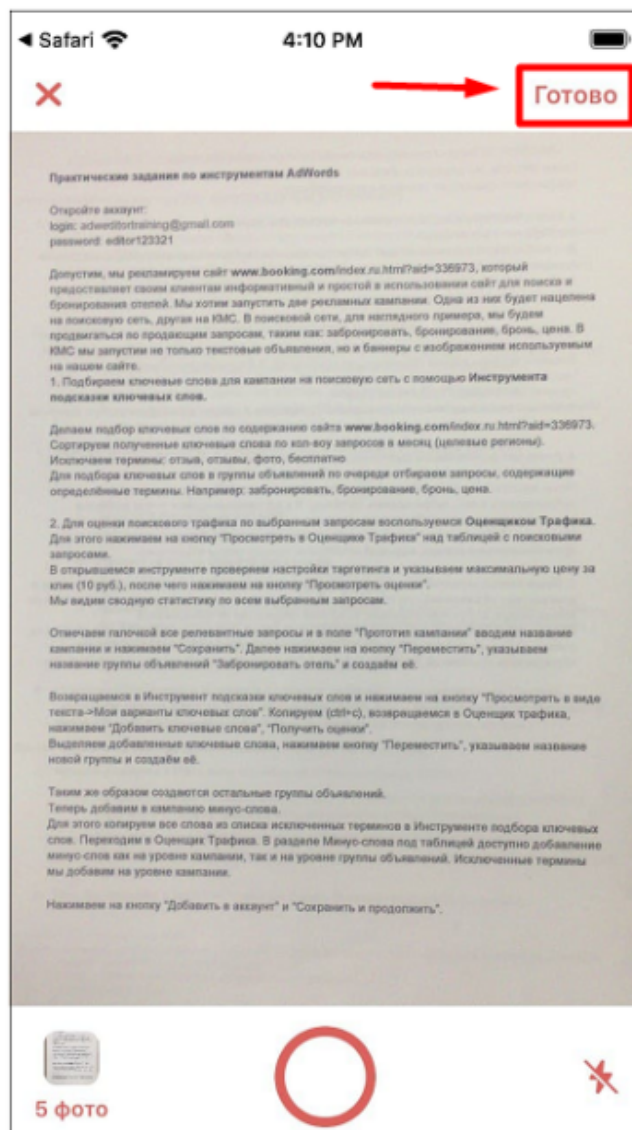 Safari
4:10 PM
Готово
Практические задание по инструментам AdWords
Откройте аккаунт:
login: adweditortraining@gmail.com
password: editor123321
Допустим, мы рекламируем сайт www.booking.com/index.ru.html?aid=336973, который
предоставляет своим клиентам информативный и простой в использовании сайт для поиска и
бронирования отелей. Мы хотим запустить две рекламных кампании. Одна из них будет нацелена
на поисковую сеть, другая на КМС. В поисковой сети, для наглядного примера, мы будем
продвигаться по продающим запросам, таким как: забронировать, бронирование, бронь, цена. В
КМС мы запустим не только текстовые объявления, но и баннеры с изображением используемым
на нашем сайте.
1. Подбираем ключевые слова для кампании на поисковую сеть с помощью Инструмента
подсказки ключевых слов.
Делаем подбор ключевых слов по содержанию сайта www.booking.com/index.ru.html?aid=336973.
Сортируем полученные ключевые слова по кол-воу запросов в месяц (целевые регионы).
Исключаем термины: отзыв, отзывы, фото, бесплатно
Для подбора ключевых слов в группы объявлений по очереди отбираем запросы, содержащие
определённые термины. Например: забронировать, бронирование, бронь, цена.
2. Для оценки поискового трафика по выбранным запросам воспользуемся Оценщиком Трафика.
Для этого нажимаем на кнопку "Просмотреть в Оценщике Трафика" над таблицей с поисковыми
запросами.
В открывшемся инструменте проверяем настройки таргетинга и указываем максимальную цену за
клик (10 руб.), после чего нажимаем на кнопку "Просмотреть оценки".
Мы видим сводную статистику по всем выбранным запросам.
Отмечаем галочкой все релевантные запросы и в поле "Прототип кампании" вводим название
кампании и нажимаем "Сохранить". Далее нажимаем на кнопку "Переместить", указываем
название группы объявлений "Забронировать отель" и создаём её.
Возвращаемся в Инструмент подсказки ключевых слов и нажимаем на кнопку "Просмотреть в виде
текста->Мои варианты ключевых слов". Копируем (ctrl+c), возвращаемся в Оценщик трафика,
нажимаем "Добавить ключевые слова", "Получить оценки".
Выделяем добавленные ключевые слова, нажимаем кнопку "Переместить", указываем название
новой группы и создаём её.
Таким же образом создаются остальные группы объявлений.
Теперь добавим в кампанию минус-слова.
Для этого копируем все слова из списка исключенных терминов в Инструменте подбора ключевых
слов. Переходим в Оценщик Трафика. В разделе Минус-слова под таблицей доступно добавление
минус-слов как на уровне кампании, так и на уровне группы объявлений. Исключенные термины
мы добавим на уровне кампании.
Нажимаем на кнопку "Добавить в аккаунт" и "Сохранить и продолжить".
5 фото